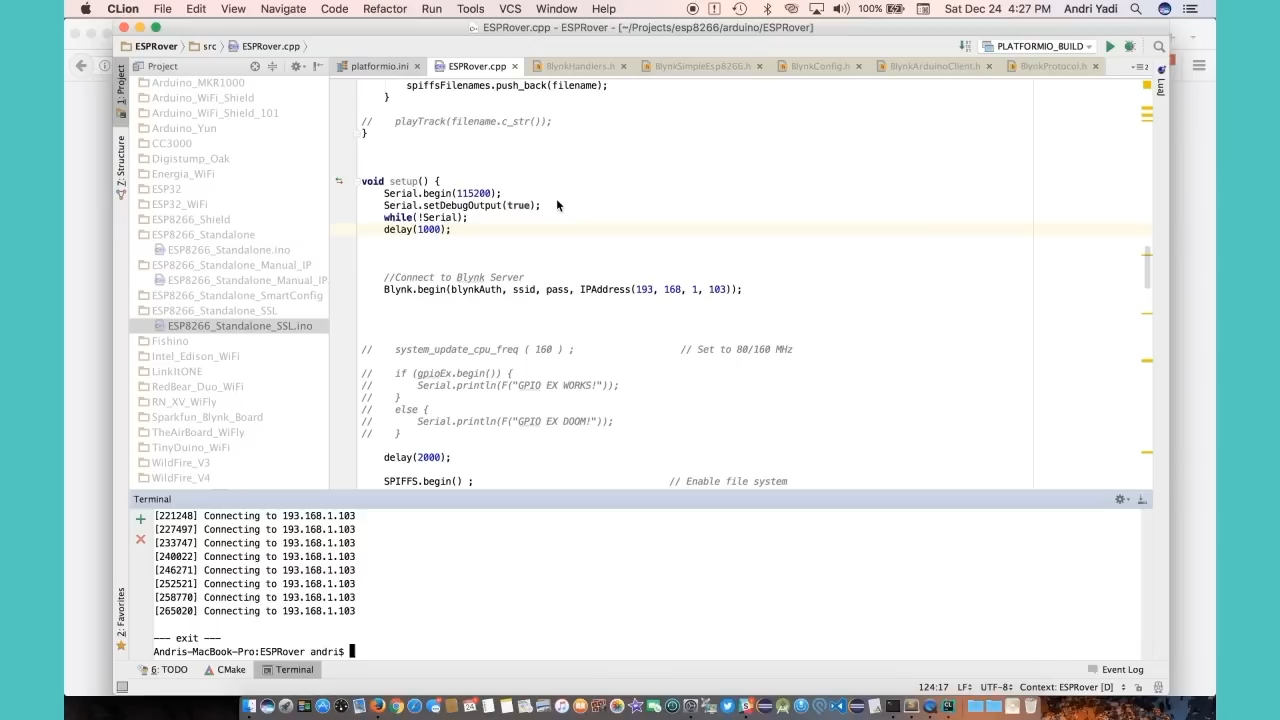 CLion File Edit View Navigate Code Refactor Run Tools VCS Window Help 100% Sat Dec 24 4:27 PM Andri Yadi
ESPRover.cpp - ESPRover - [~/Projects/esp8266/arduino/ESPRover]
ESPRover src ESPRover.cpp PLATFORMIO_BUILD
Project platformio.ini ESPRover.cpp BlynkHandlers.h BlynkSimpleEsp8266.h BlynkConfig.h BlynkArduinoClient.h BlynkProtocol.h
1: Project
Z: Structure
2: Favorites
Lua
Arduino_MKR1000
Arduino_WiFi_Shield
Arduino_WiFi_Shield_101
Arduino_Yun
CC3000
Digistump_Oak
Energia_WiFi
ESP32
ESP32_WiFi
ESP8266_Shield
ESP8266_Standalone
ESP8266_Standalone.ino
ESP8266_Standalone_Manual_IP
ESP8266_Standalone_Manual_IP.
ESP8266_Standalone_SmartConfig
ESP8266_Standalone_SSL
ESP8266_Standalone_SSL.ino
Fishino
Intel_Edison_WiFi
LinkItONE
RedBear_Duo_WiFi
RN_XV_WiFly
Sparkfun_Blynk_Board
TheAirBoard_WiFly
TinyDuino_WiFi
WildFire_V3
WildFire_V4
spiffsFilenames.push_back(filename);
}
// playTrack(filename.c_str());
}
void setup() {
Serial.begin(115200);
Serial.setDebugOutput(true);
while(!Serial);
delay(1000);
//Connect to Blynk Server
Blynk.begin(blynkAuth, ssid, pass, IPAddress(193, 168, 1, 103));
// system_update_cpu_freq ( 160 ) ; // Set to 80/160 MHz
// if (gpioEx.begin()) {
// Serial.println(F("GPIO EX WORKS!"));
// }
// else {
// Serial.println(F("GPIO EX DOOM!"));
// }
delay(2000);
SPIFFS.begin() ; // Enable file system
Terminal
[221248] Connecting to 193.168.1.103
[227497] Connecting to 193.168.1.103
[233747] Connecting to 193.168.1.103
[240022] Connecting to 193.168.1.103
[246271] Connecting to 193.168.1.103
[252521] Connecting to 193.168.1.103
[258770] Connecting to 193.168.1.103
[265020] Connecting to 193.168.1.103
--- exit ---
Andris-MacBook-Pro:ESPRover andri$
6: TODO CMake Terminal Event Log
124:17 LF UTF-8 Context: ESPRover [D]